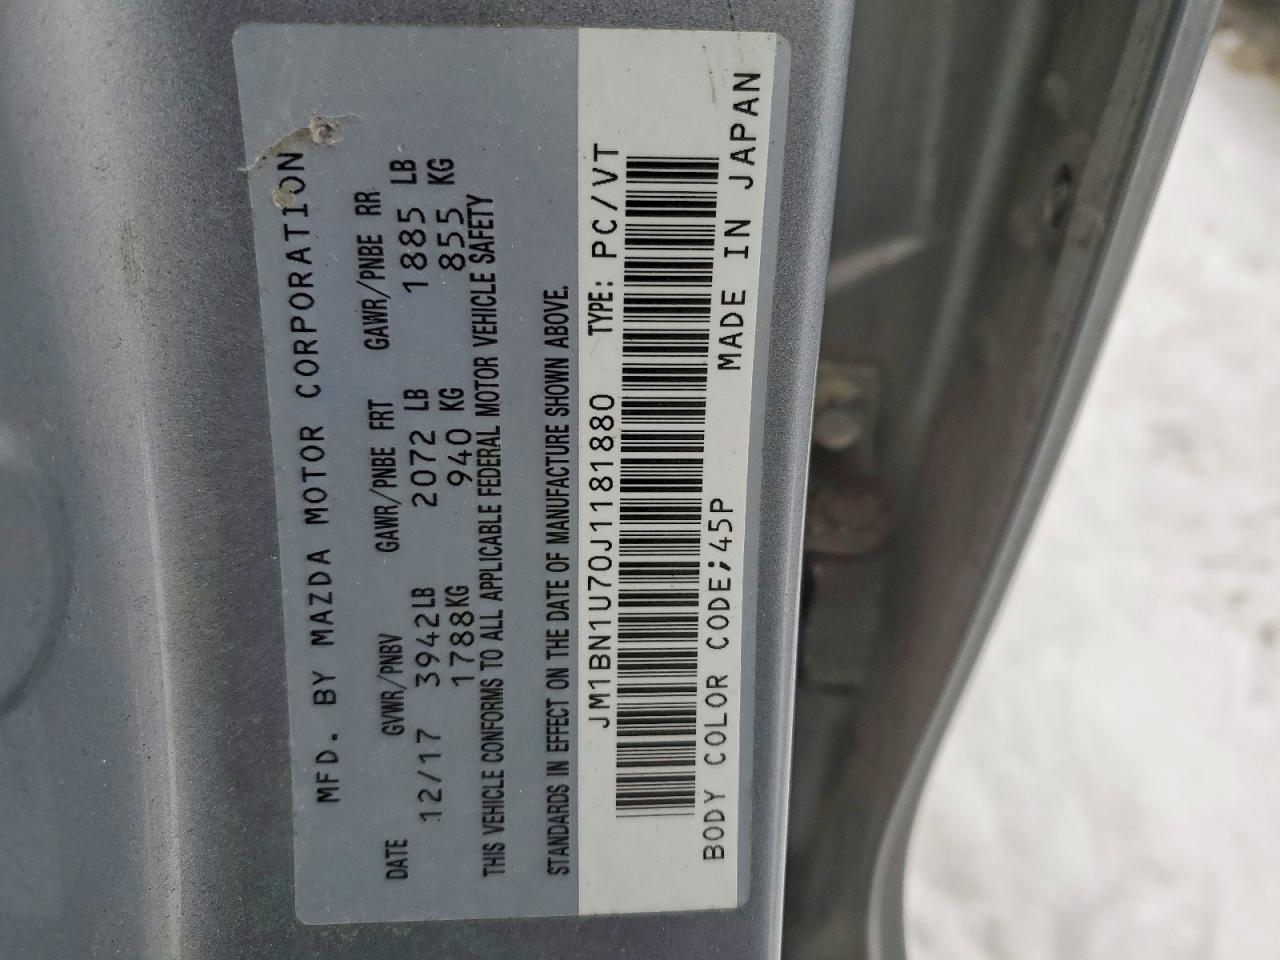 MFD. BY MAZDA MOTOR CORPORATION
DATE GVWR/PNBV GAWR/PNBE FRT GAWR/PNBE RR
12/17 3942LB 2072 LB 1885 LB
1788KG 940 KG 855 KG
THIS VEHICLE CONFORMS TO ALL APPLICABLE FEDERAL MOTOR VEHICLE SAFETY
STANDARDS IN EFFECT ON THE DATE OF MANUFACTURE SHOWN ABOVE.
JM1BN1U70J1181880 TYPE: PC/VT
BODY COLOR CODE;45P MADE IN JAPAN